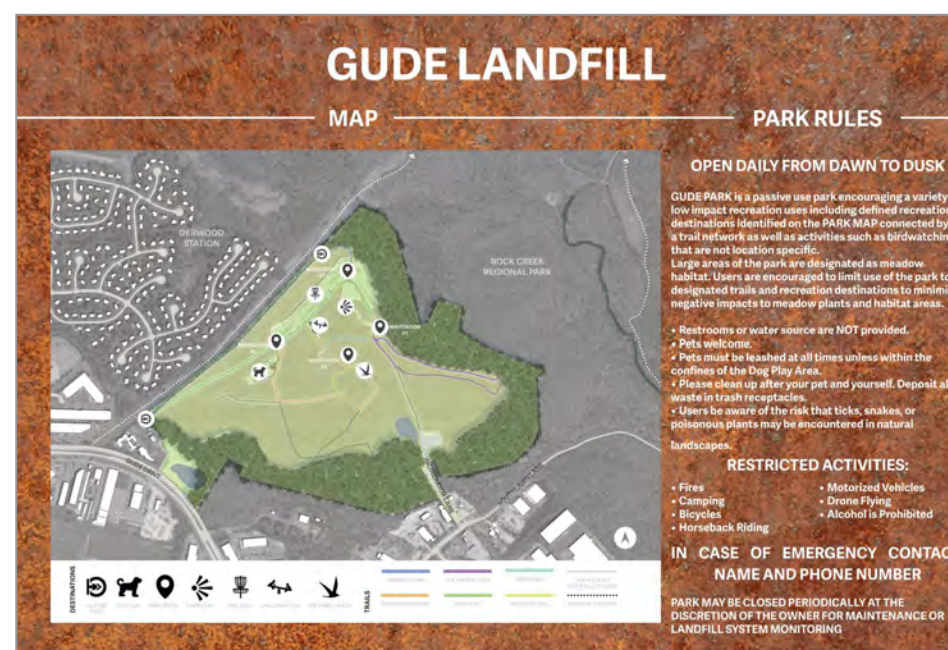 GUDE LANDFILL
MAP
PARK RULES
DERWOOD
STATION
ROCK CREEK
REGIONAL PARK
OPEN DAILY FROM DAWN TO DUSK
GUDE PARK is a passive use park encouraging a variety
low impact recreation uses including defined recreation
destinations identified on the PARK MAP connected by
a trail network as well as activities such as birdwatching
that are not location specific.
Large areas of the park are designated as meadow
habitat. Users are encouraged to limit use of the park to
designated trails and recreation destinations to minimi
negative impacts to meadow plants and habitat areas.
• Restrooms or water source are NOT provided.
• Pets welcome.
• Pets must be leashed at all times unless within the
confines of the Dog Play Area.
• Please clean up after your pet and yourself. Deposit al
waste in trash receptacles.
• Users be aware of the risk that ticks, snakes, or
poisonous plants may be encountered in natural
landscapes.
RESTRICTED ACTIVITIES:
• Fires
• Camping
• Bicycles
• Horseback Riding
• Motorized Vehicles
• Drone Flying
• Alcohol is Prohibited
IN CASE OF EMERGENCY CONTAC
NAME AND PHONE NUMBER
PARK MAY BE CLOSED PERIODICALLY AT THE
DISCRETION OF THE OWNER FOR MAINTENANCE OR
LANDFILL SYSTEM MONITORING
DESTINATIONS
TRAILS